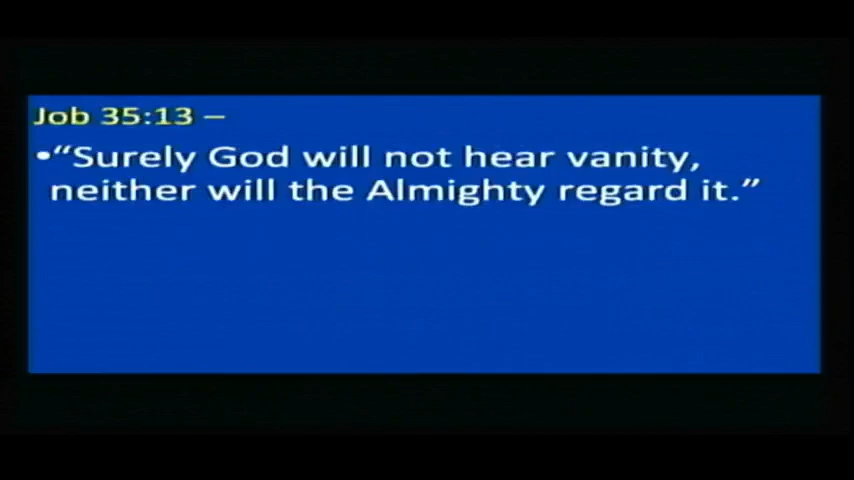 Job 35:13 –
•“Surely God will not hear vanity,
neither will the Almighty regard it.”